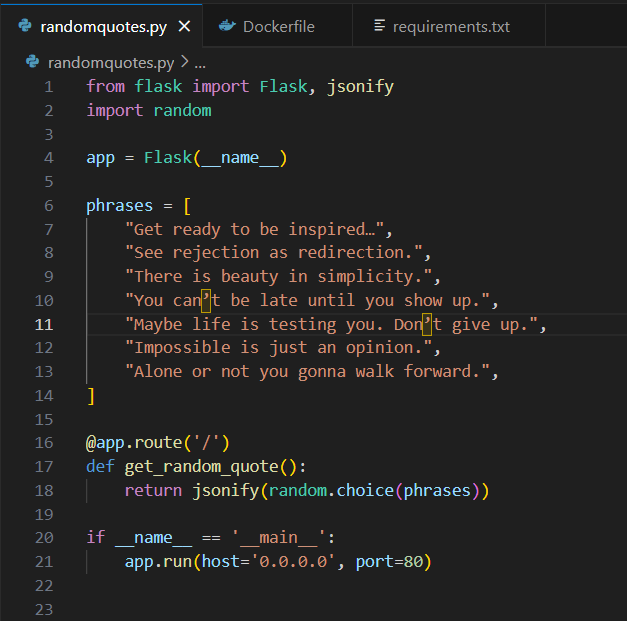 randomquotes.py × Dockerfile requirements.txt
randomquotes.py > ...
1 from flask import Flask, jsonify
2 import random
3
4 app = Flask(__name__)
5
6 phrases = [
7     "Get ready to be inspired…",
8     "See rejection as redirection.",
9     "There is beauty in simplicity.",
10     "You can’t be late until you show up.",
11     "Maybe life is testing you. Don’t give up.",
12     "Impossible is just an opinion.",
13     "Alone or not you gonna walk forward.",
14 ]
15
16 @app.route('/')
17 def get_random_quote():
18     return jsonify(random.choice(phrases))
19
20 if __name__ == '__main__':
21     app.run(host='0.0.0.0', port=80)
22
23